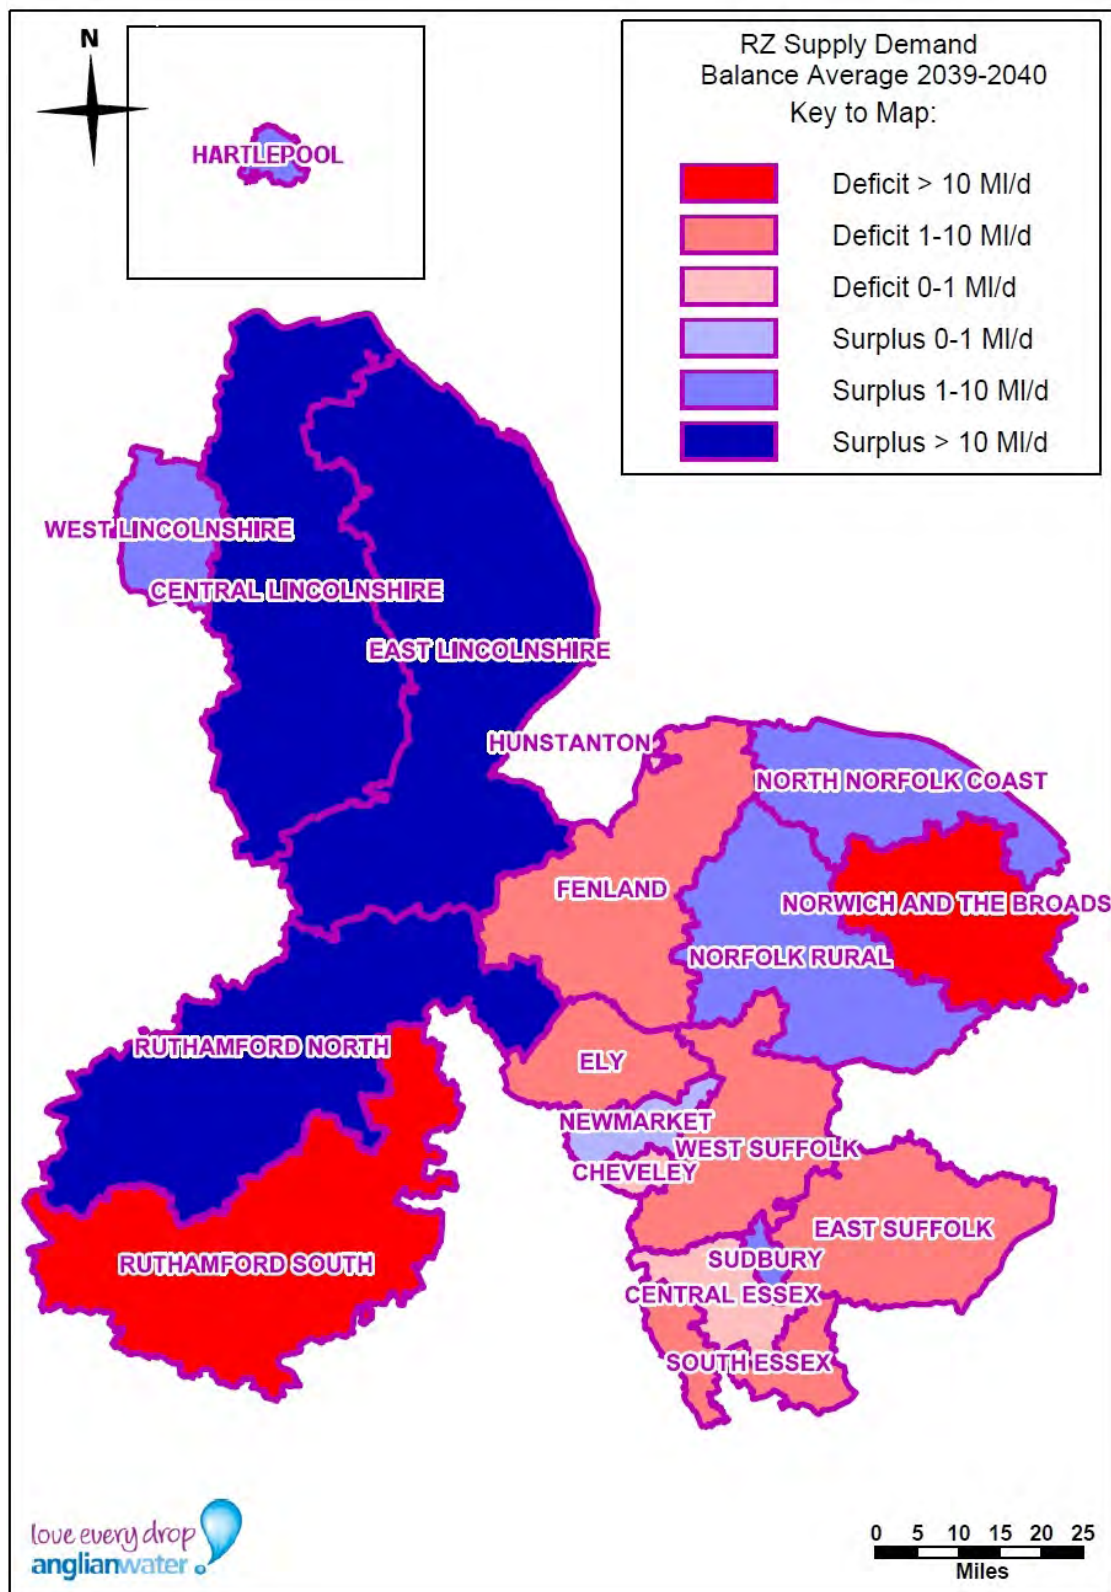 N
HARTLEPOOL
RZ Supply Demand
Balance Average 2039-2040
Key to Map:
Deficit > 10 Ml/d
Deficit 1-10 Ml/d
Deficit 0-1 Ml/d
Surplus 0-1 Ml/d
Surplus 1-10 Ml/d
Surplus > 10 Ml/d
WEST LINCOLNSHIRE
CENTRAL LINCOLNSHIRE
EAST LINCOLNSHIRE
HUNSTANTON
NORTH NORFOLK COAST
FENLAND
NORWICH AND THE BROADS
NORFOLK RURAL
RUTHAMFORD NORTH
ELY
NEWMARKET
WEST SUFFOLK
CHEVELEY
EAST SUFFOLK
SUDBURY
RUTHAMFORD SOUTH
CENTRAL ESSEX
SOUTH ESSEX
love every drop
anglianwater
0 5 10 15 20 25
Miles